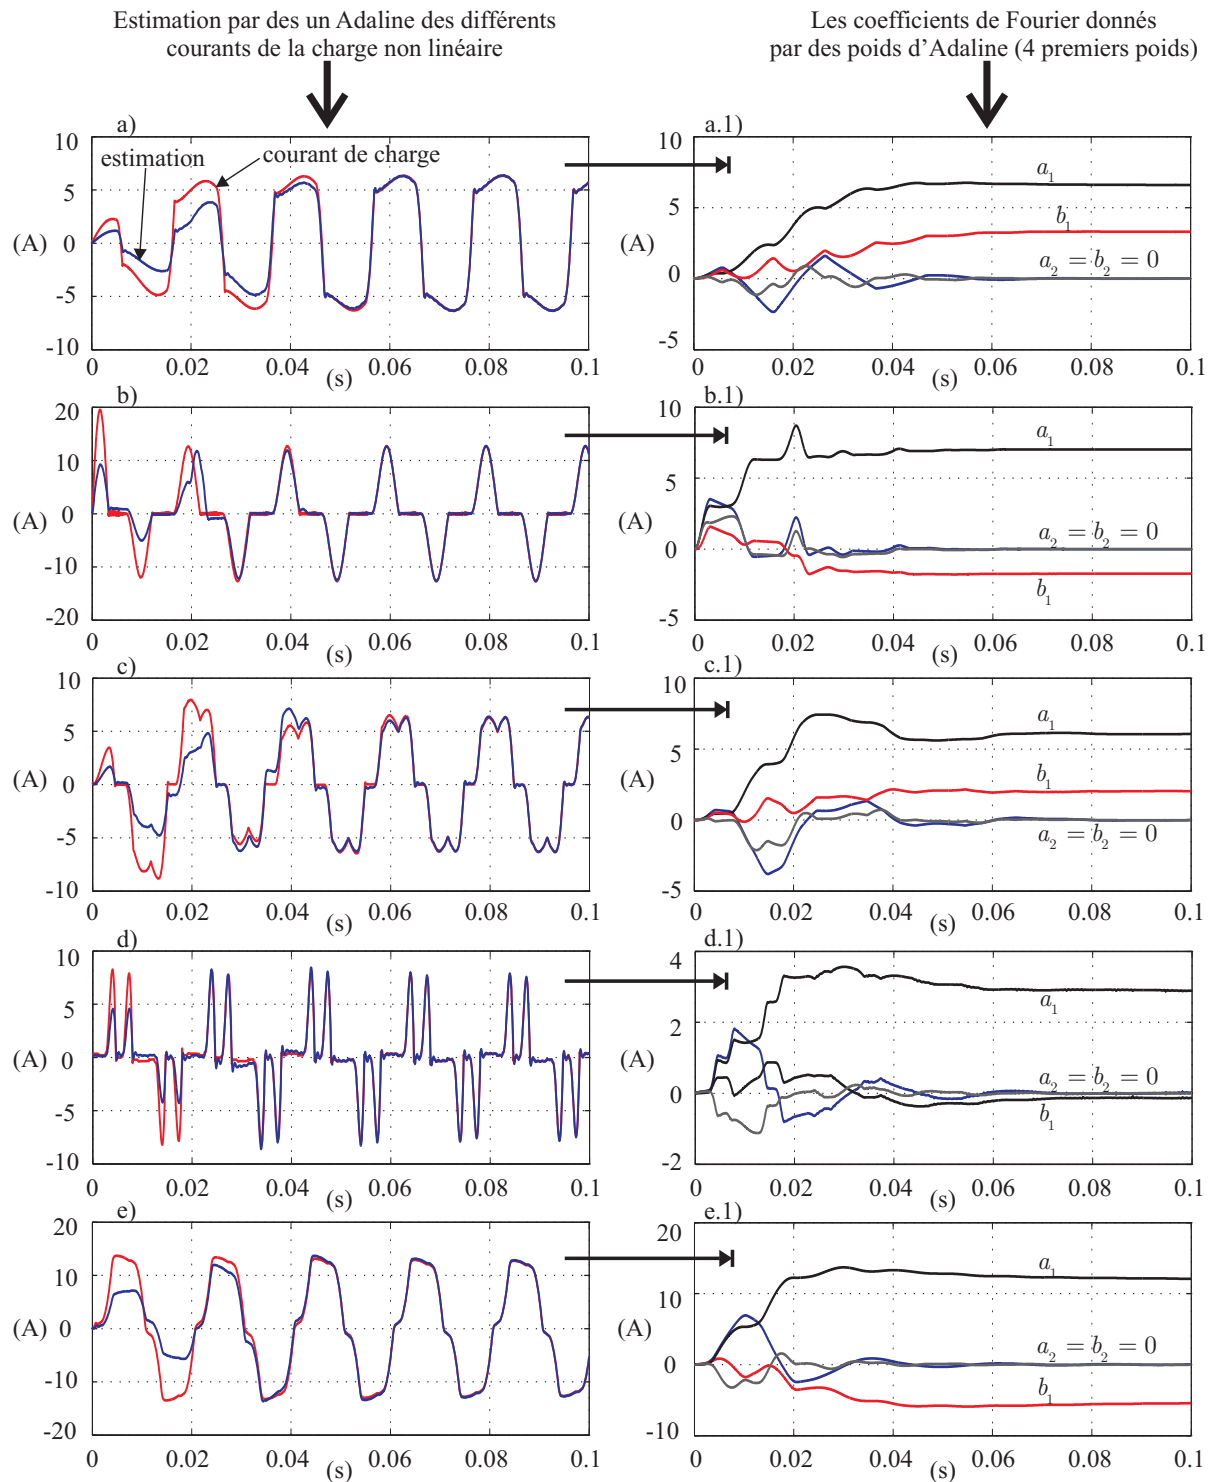 Estimation par des un Adaline des différents
courants de la charge non linéaire
Les coefficients de Fourier donnés
par des poids d'Adaline (4 premiers poids)
a)
estimation
courant de charge
10
5
0
-5
-10
(A)
0 0.02 0.04 0.06 0.08 0.1
(s)
a.1)
10
5
0
-5
a1
b1
a2 = b2 = 0
0 0.02 0.04 0.06 0.08 0.1
(s)
b)
20
10
0
-10
-20
(A)
0 0.02 0.04 0.06 0.08 0.1
(s)
b.1)
10
5
0
-5
(A)
a1
a2 = b2 = 0
b1
0 0.02 0.04 0.06 0.08 0.1
(s)
c)
10
5
0
-5
-10
(A)
0 0.02 0.04 0.06 0.08 0.1
(s)
c.1)
10
5
0
-5
(A)
a1
b1
a2 = b2 = 0
0 0.02 0.04 0.06 0.08 0.1
(s)
d)
10
5
0
-5
-10
(A)
0 0.02 0.04 0.06 0.08 0.1
(s)
d.1)
4
2
0
-2
(A)
a1
a2 = b2 = 0
b1
0 0.02 0.04 0.06 0.08 0.1
(s)
e)
20
10
0
-10
-20
(A)
0 0.02 0.04 0.06 0.08 0.1
(s)
e.1)
20
10
0
-10
(A)
a1
a2 = b2 = 0
b1
0 0.02 0.04 0.06 0.08 0.1
(s)